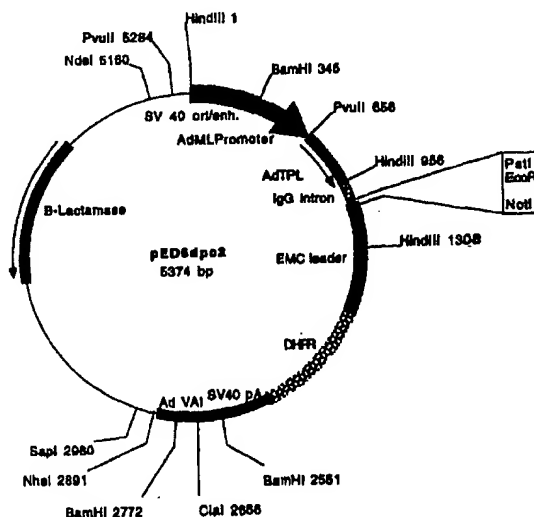 HindIII 1
PvuII 5284
NdeI 5160
BamHI 345
SV 40 ori/enh.
PvuII 656
AdMLPromoter
AdTPL
HindIII 956
IgG intron
PstI
EcoR
NotI
B-Lactamase
pED6dpc2
5374 bp
EMC leader
HindIII 1308
DHFR
SV40 pA
Ad VAI
SapI 2980
NheI 2891
BamHI 2772
ClaI 2656
BamHI 2551